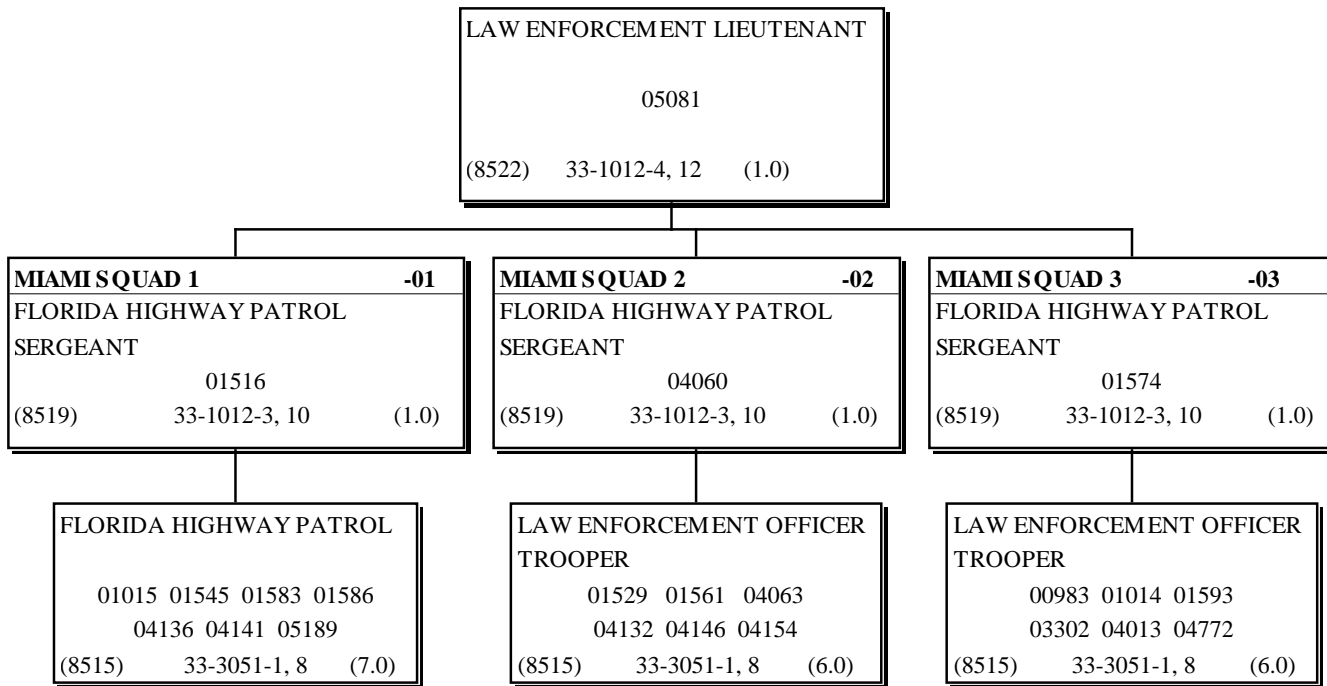 LAW ENFORCEMENT LIEUTENANT
05081
(8522) 33-1012-4, 12 (1.0)
MIAMI SQUAD 1 -01
FLORIDA HIGHWAY PATROL
SERGEANT
01516
(8519) 33-1012-3, 10 (1.0)
MIAMI SQUAD 2 -02
FLORIDA HIGHWAY PATROL
SERGEANT
04060
(8519) 33-1012-3, 10 (1.0)
MIAMI SQUAD 3 -03
FLORIDA HIGHWAY PATROL
SERGEANT
01574
(8519) 33-1012-3, 10 (1.0)
FLORIDA HIGHWAY PATROL
01015 01545 01583 01586
04136 04141 05189
(8515) 33-3051-1, 8 (7.0)
LAW ENFORCEMENT OFFICER
TROOPER
01529 01561 04063
04132 04146 04154
(8515) 33-3051-1, 8 (6.0)
LAW ENFORCEMENT OFFICER
TROOPER
00983 01014 01593
03302 04013 04772
(8515) 33-3051-1, 8 (6.0)